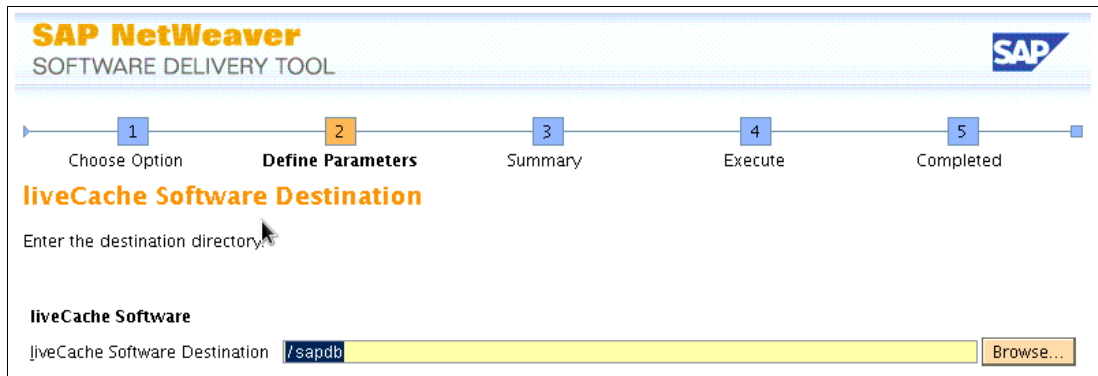 SAP NetWeaver
SOFTWARE DELIVERY TOOL
SAP
1 2 3 4 5
Choose Option Define Parameters Summary Execute Completed
liveCache Software Destination
Enter the destination directory.
liveCache Software
liveCache Software Destination /sapdb Browse...